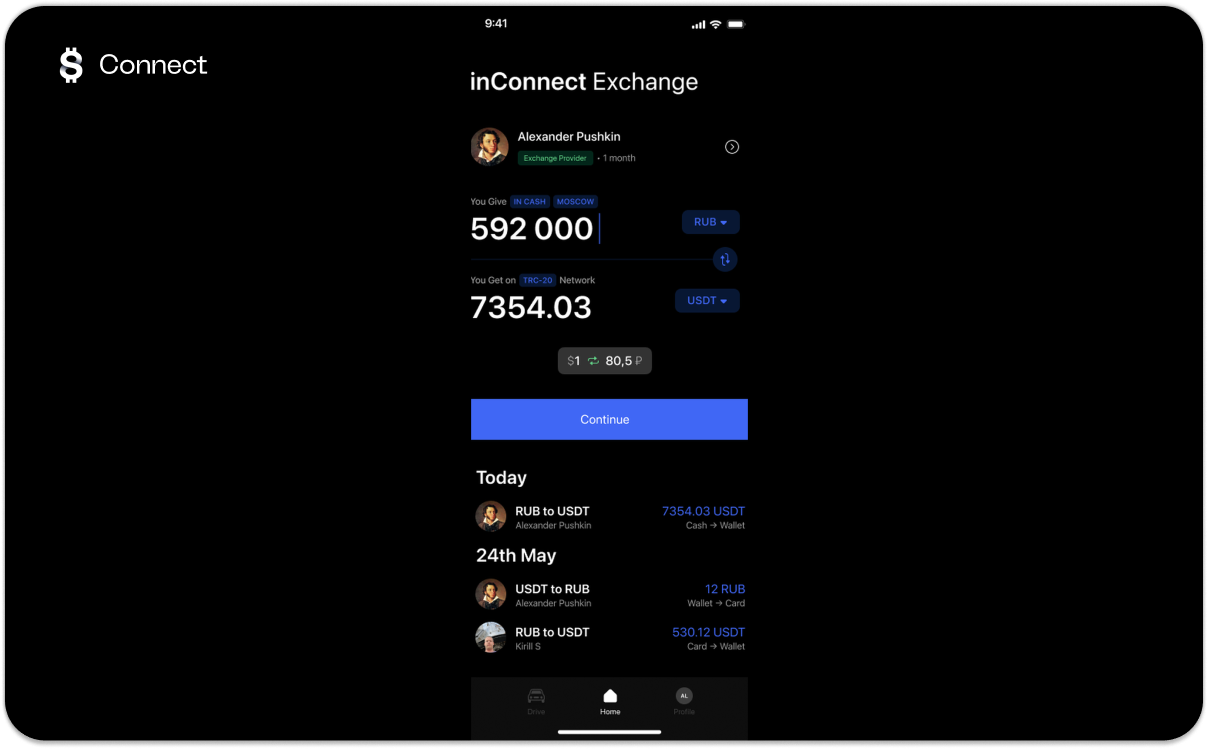 9:41
$ Connect
inConnect Exchange
Alexander Pushkin
Exchange Provider • 1 month
You Give IN CASH MOSCOW
592 000 RUB
You Get on TRC-20 Network
7354.03 USDT
$1 80,5 ₽
Continue
Today
RUB to USDT 7354.03 USDT
Alexander Pushkin Cash → Wallet
24th May
USDT to RUB 12 RUB
Alexander Pushkin Wallet → Card
RUB to USDT 530.12 USDT
Kirill S Card → Wallet
AL
Drive Home Profile